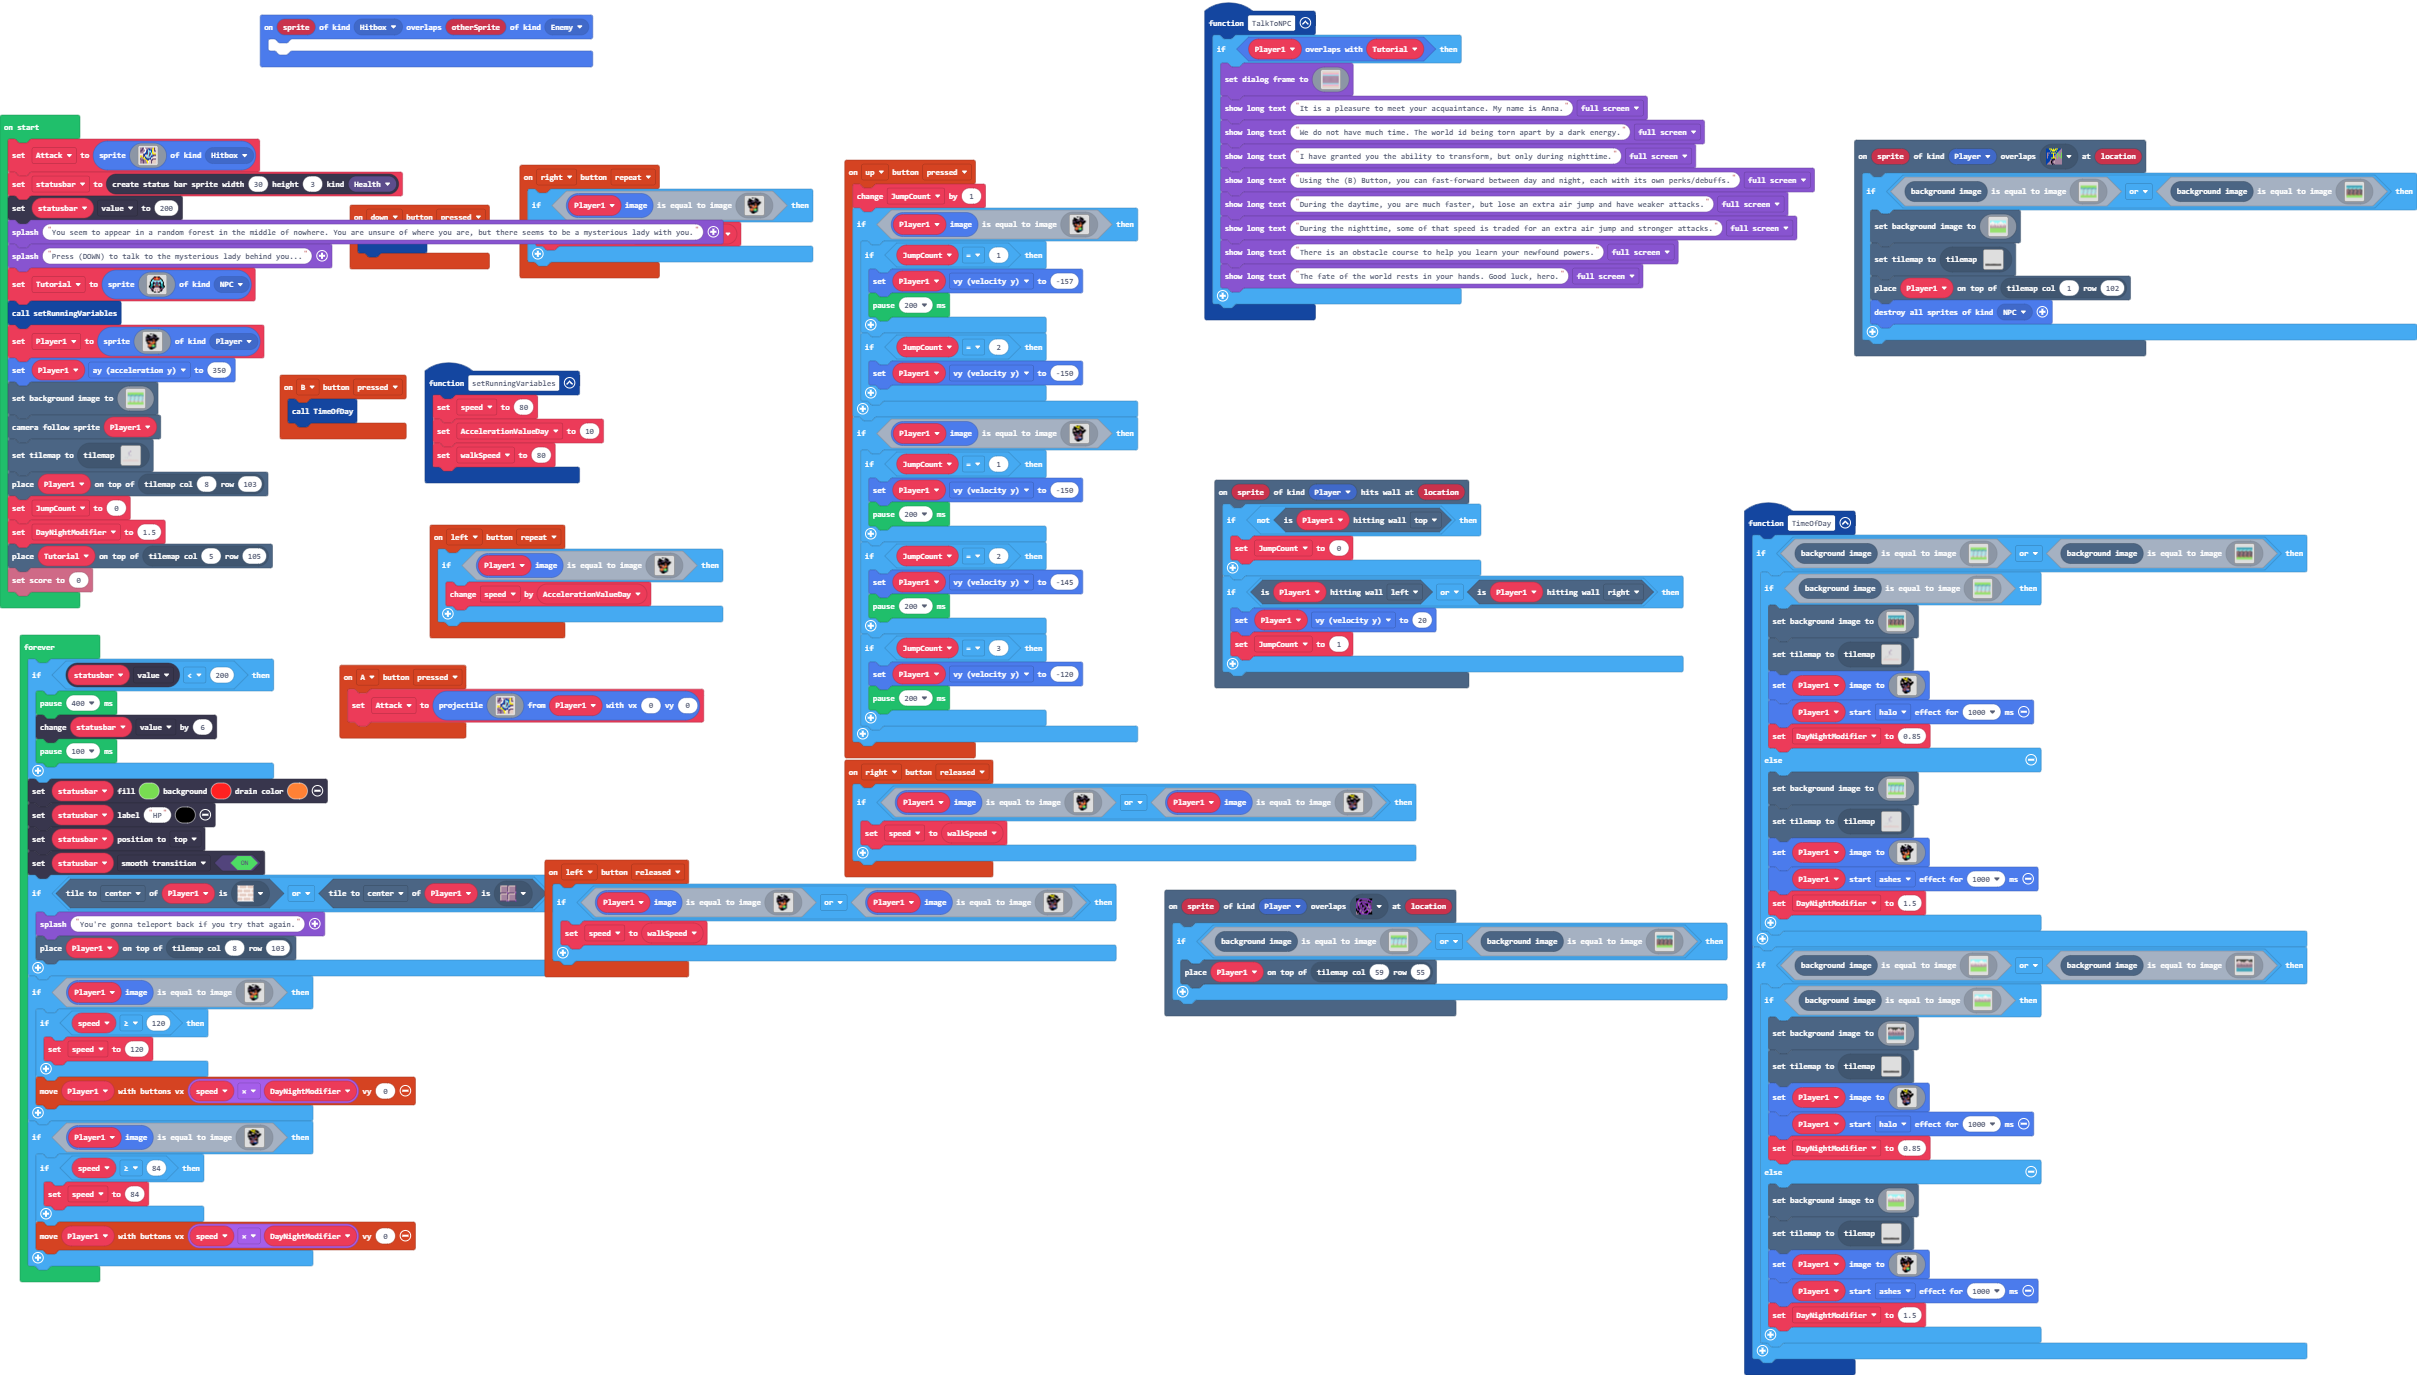 on sprite of kind Hitbox overlaps otherSprite of kind Enemy
on start
set Attack to sprite of kind Hitbox
set statusbar to create status bar sprite width 30 height 3 kind Health
set statusbar value to 200
splash "You seem to appear in a random forest in the middle of nowhere. You are unsure of where you are, but there seems to be a mysterious lady with you."
splash "Press (DOWN) to talk to the mysterious lady behind you..."
set Tutorial to sprite of kind NPC
call setRunningVariables
set Player1 to sprite of kind Player
set Player1 ay (acceleration y) to 350
set background image to
camera follow sprite Player1
set tilemap to tilemap
place Player1 on top of tilemap col 8 row 103
set JumpCount to 0
set DayNightModifier to 1.5
place Tutorial on top of tilemap col 5 row 105
set score to 0
on down button pressed
on right button repeat
if Player1 image is equal to image then
on B button pressed
call TimeOfDay
function setRunningVariables
set speed to 80
set AccelerationValueDay to 10
set walkSpeed to 80
on left button repeat
if Player1 image is equal to image then
change speed by AccelerationValueDay
on A button pressed
set Attack to projectile from Player1 with vx 0 vy 0
forever
if statusbar value < 200 then
pause 400 ms
change statusbar value by 6
pause 100 ms
set statusbar fill background drain color
set statusbar label "HP"
set statusbar position to top
set statusbar smooth transition ON
if tile to center of Player1 is or tile to center of Player1 is
splash "You're gonna teleport back if you try that again."
place Player1 on top of tilemap col 8 row 103
if Player1 image is equal to image then
if speed ≥ 120 then
set speed to 120
move Player1 with buttons vx speed × DayNightModifier vy 0
if Player1 image is equal to image then
if speed ≥ 84 then
set speed to 84
move Player1 with buttons vx speed × DayNightModifier vy 0
on up button pressed
change JumpCount by 1
if Player1 image is equal to image then
if JumpCount = 1 then
set Player1 vy (velocity y) to -157
pause 200 ms
if JumpCount = 2 then
set Player1 vy (velocity y) to -150
if Player1 image is equal to image then
if JumpCount = 1 then
set Player1 vy (velocity y) to -150
pause 200 ms
if JumpCount = 2 then
set Player1 vy (velocity y) to -145
pause 200 ms
if JumpCount = 3 then
set Player1 vy (velocity y) to -120
pause 200 ms
on right button released
if Player1 image is equal to image or Player1 image is equal to image then
set speed to walkSpeed
on left button released
if Player1 image is equal to image or Player1 image is equal to image then
set speed to walkSpeed
function TalkToNPC
if Player1 overlaps with Tutorial then
set dialog frame to
show long text "It is a pleasure to meet your acquaintance. My name is Anna." full screen
show long text "We do not have much time. The world id being torn apart by a dark energy." full screen
show long text "I have granted you the ability to transform, but only during nighttime." full screen
show long text "Using the (B) Button, you can fast-forward between day and night, each with its own perks/debuffs." full screen
show long text "During the daytime, you are much faster, but lose an extra air jump and have weaker attacks." full screen
show long text "During the nighttime, some of that speed is traded for an extra air jump and stronger attacks." full screen
show long text "There is an obstacle course to help you learn your newfound powers." full screen
show long text "The fate of the world rests in your hands. Good luck, hero." full screen
on sprite of kind Player hits wall at location
if not is Player1 hitting wall top then
set JumpCount to 0
if is Player1 hitting wall left or is Player1 hitting wall right then
set Player1 vy (velocity y) to 20
set JumpCount to 1
on sprite of kind Player overlaps at location
if background image is equal to image or background image is equal to image then
place Player1 on top of tilemap col 59 row 55
on sprite of kind Player overlaps at location
if background image is equal to image or background image is equal to image then
set background image to
set tilemap to tilemap
place Player1 on top of tilemap col 1 row 102
destroy all sprites of kind NPC
function TimeOfDay
if background image is equal to image or background image is equal to image then
if background image is equal to image then
set background image to
set tilemap to tilemap
set Player1 image to
Player1 start halo effect for 1000 ms
set DayNightModifier to 0.85
else
set background image to
set tilemap to tilemap
set Player1 image to
Player1 start ashes effect for 1000 ms
set DayNightModifier to 1.5
if background image is equal to image or background image is equal to image then
if background image is equal to image then
set background image to
set tilemap to tilemap
set Player1 image to
Player1 start halo effect for 1000 ms
set DayNightModifier to 0.85
else
set background image to
set tilemap to tilemap
set Player1 image to
Player1 start ashes effect for 1000 ms
set DayNightModifier to 1.5